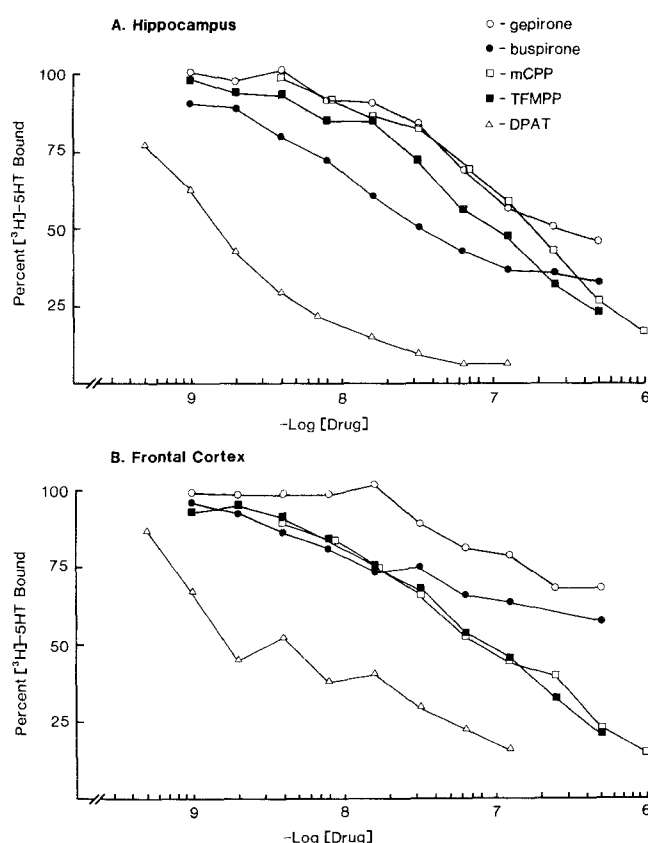 A. Hippocampus
○ - gepirone
● - buspirone
□ - mCPP
■ - TFMPP
△ - DPAT
Percent [³H]-5HT Bound
100
75
50
25
9
8
7
6
-Log [Drug]
B. Frontal Cortex
Percent [³H]-5HT Bound
100
75
50
25
9
8
7
6
-Log [Drug]